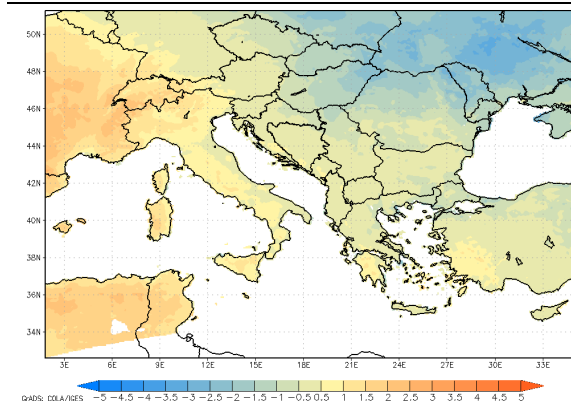 50N
48N
46N
44N
42N
40N
38N
36N
34N
3E 6E 9E 12E 15E 18E 21E 24E 27E 30E 33E
GrADS: COLA/IGES -5 -4.5 -4 -3.5 -3 -2.5 -2 -1.5 -1 -0.5 0.5 1 1.5 2 2.5 3 3.5 4 4.5 5